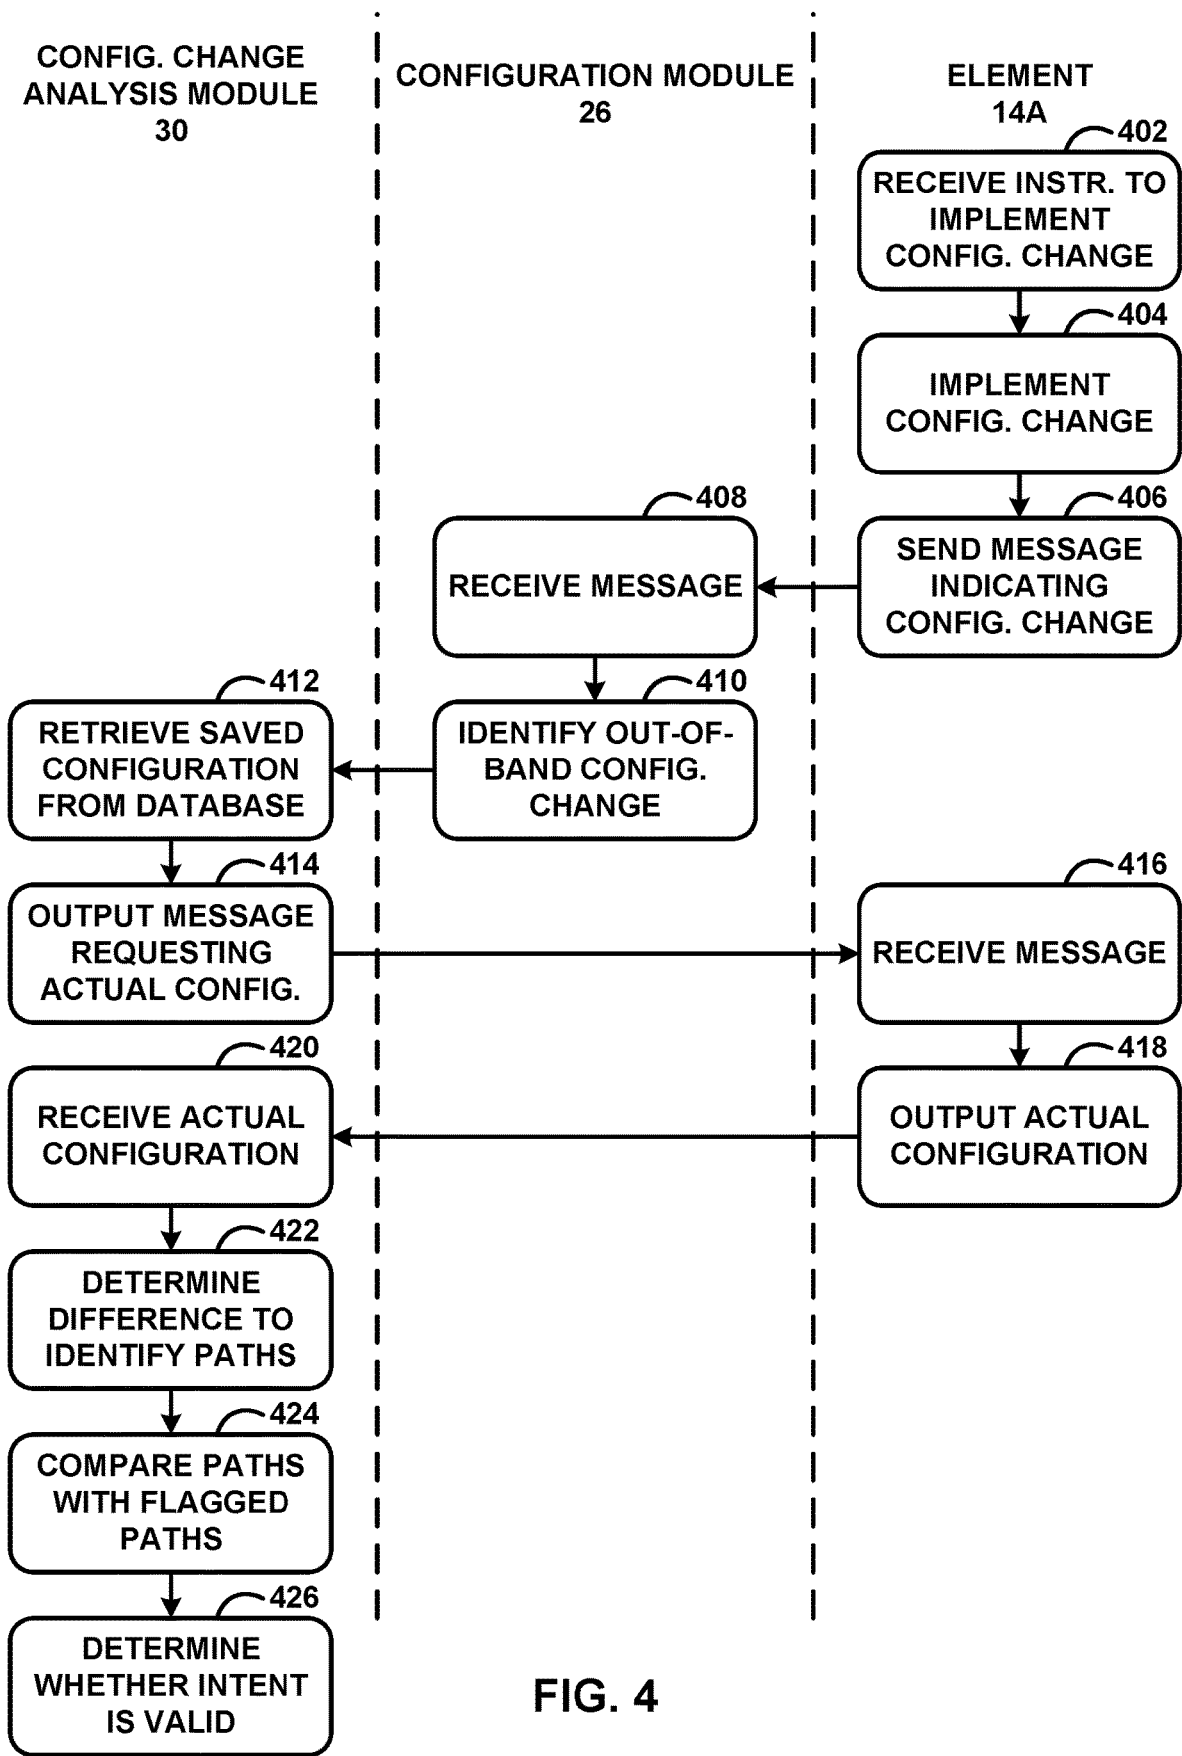 CONFIG. CHANGE
ANALYSIS MODULE
30
CONFIGURATION MODULE
26
ELEMENT
14A
402
RECEIVE INSTR. TO
IMPLEMENT
CONFIG. CHANGE
404
IMPLEMENT
CONFIG. CHANGE
406
SEND MESSAGE
INDICATING
CONFIG. CHANGE
408
RECEIVE MESSAGE
410
IDENTIFY OUT-OF-
BAND CONFIG.
CHANGE
412
RETRIEVE SAVED
CONFIGURATION
FROM DATABASE
414
OUTPUT MESSAGE
REQUESTING
ACTUAL CONFIG.
416
RECEIVE MESSAGE
418
OUTPUT ACTUAL
CONFIGURATION
420
RECEIVE ACTUAL
CONFIGURATION
422
DETERMINE
DIFFERENCE TO
IDENTIFY PATHS
424
COMPARE PATHS
WITH FLAGGED
PATHS
426
DETERMINE
WHETHER INTENT
IS VALID
FIG. 4